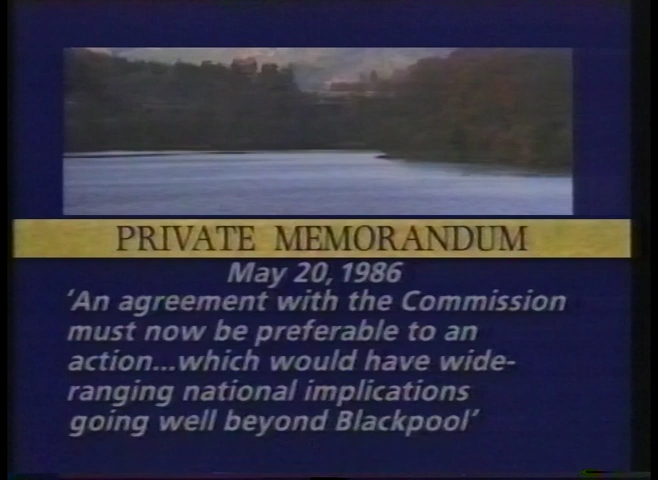 PRIVATE MEMORANDUM
May 20, 1986
'An agreement with the Commission
must now be preferable to an
action...which would have wide-
ranging national implications
going well beyond Blackpool'